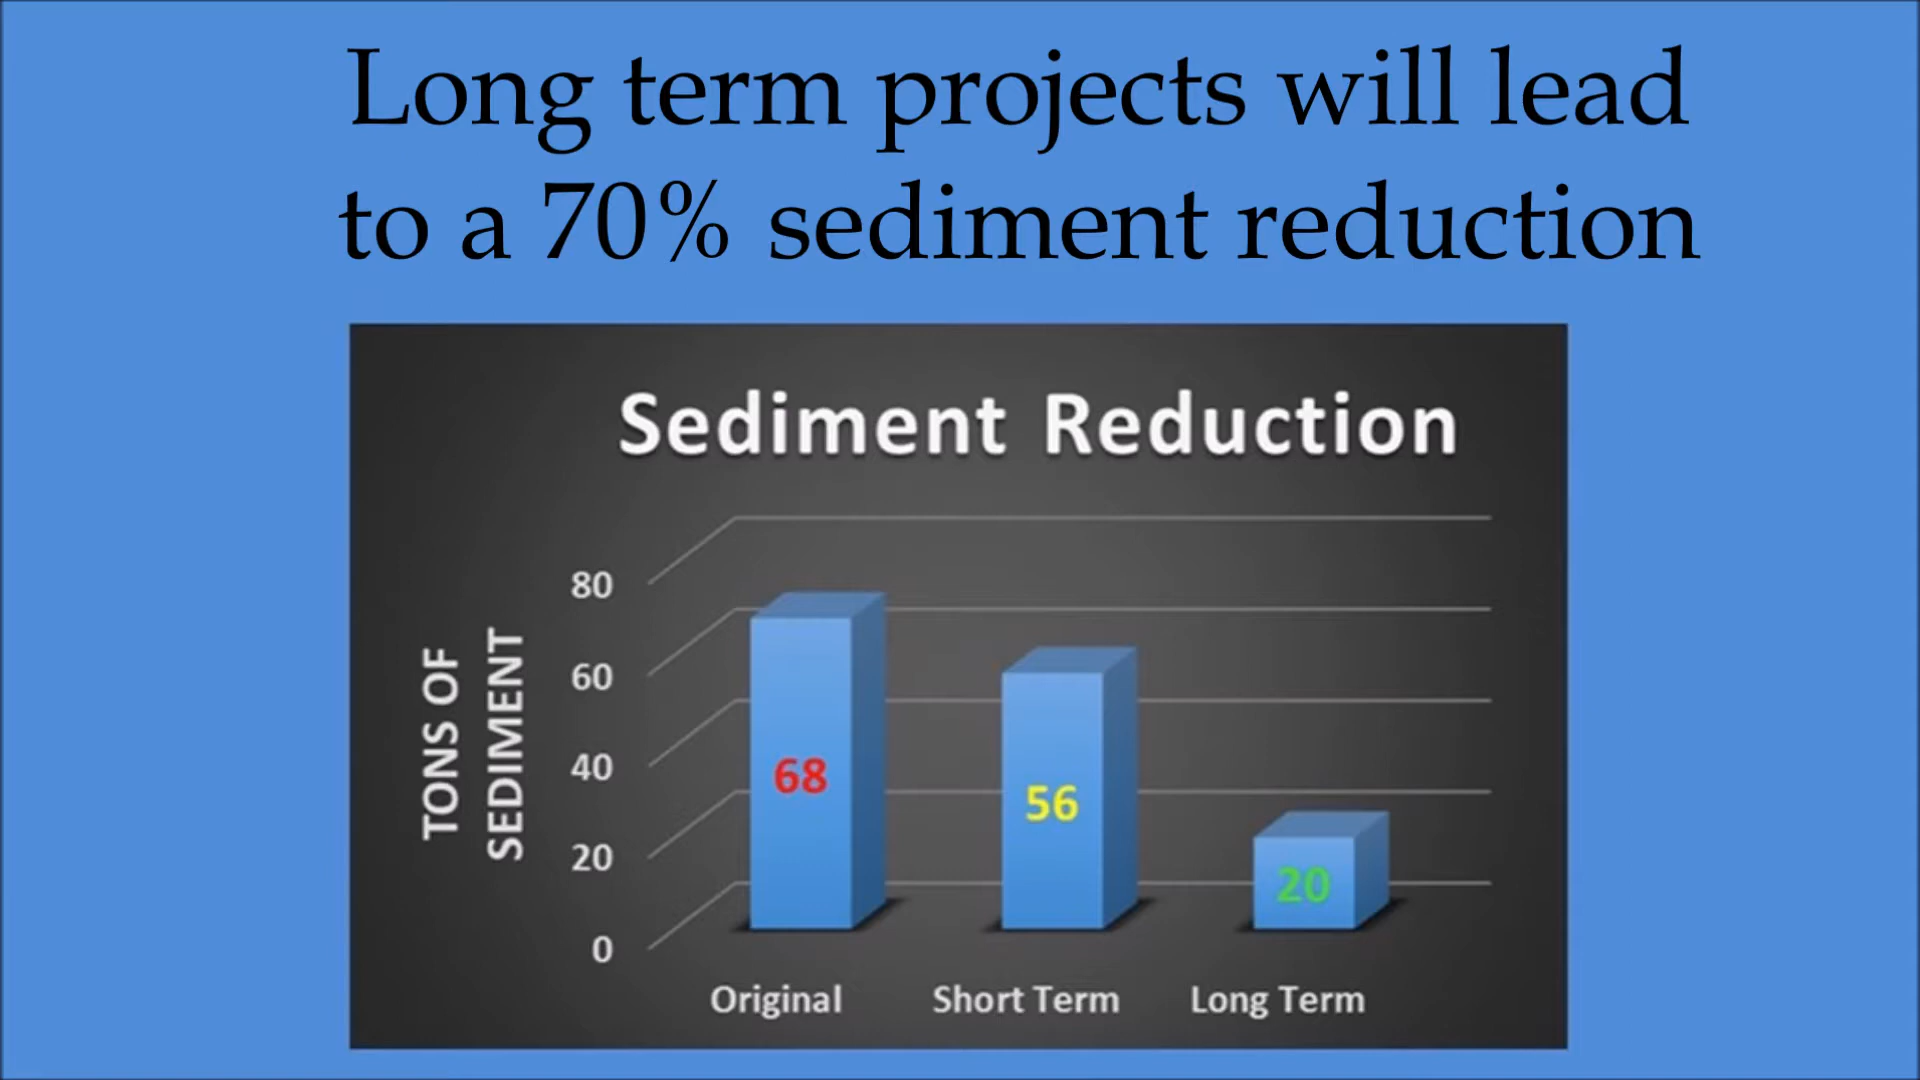 Long term projects will lead
to a 70% sediment reduction
Sediment Reduction
TONS OF
SEDIMENT
80
60
40
20
0
68
56
20
Original
Short Term
Long Term